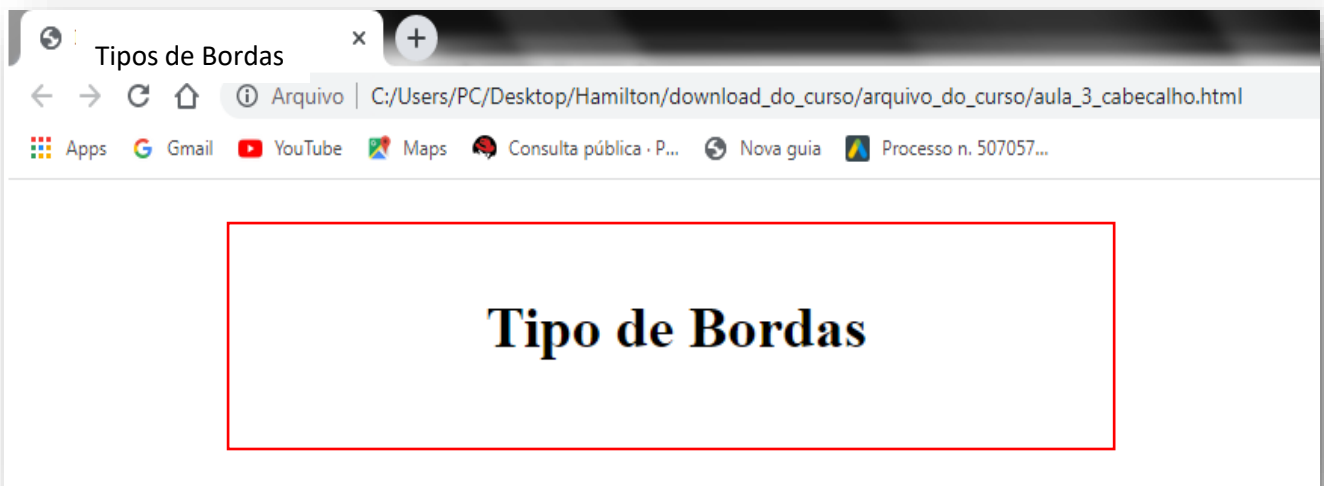 Tipos de Bordas
Arquivo | C:/Users/PC/Desktop/Hamilton/download_do_curso/arquivo_do_curso/aula_3_cabecalho.html
Apps Gmail YouTube Maps Consulta pública · P... Nova guia Processo n. 507057...
Tipo de Bordas